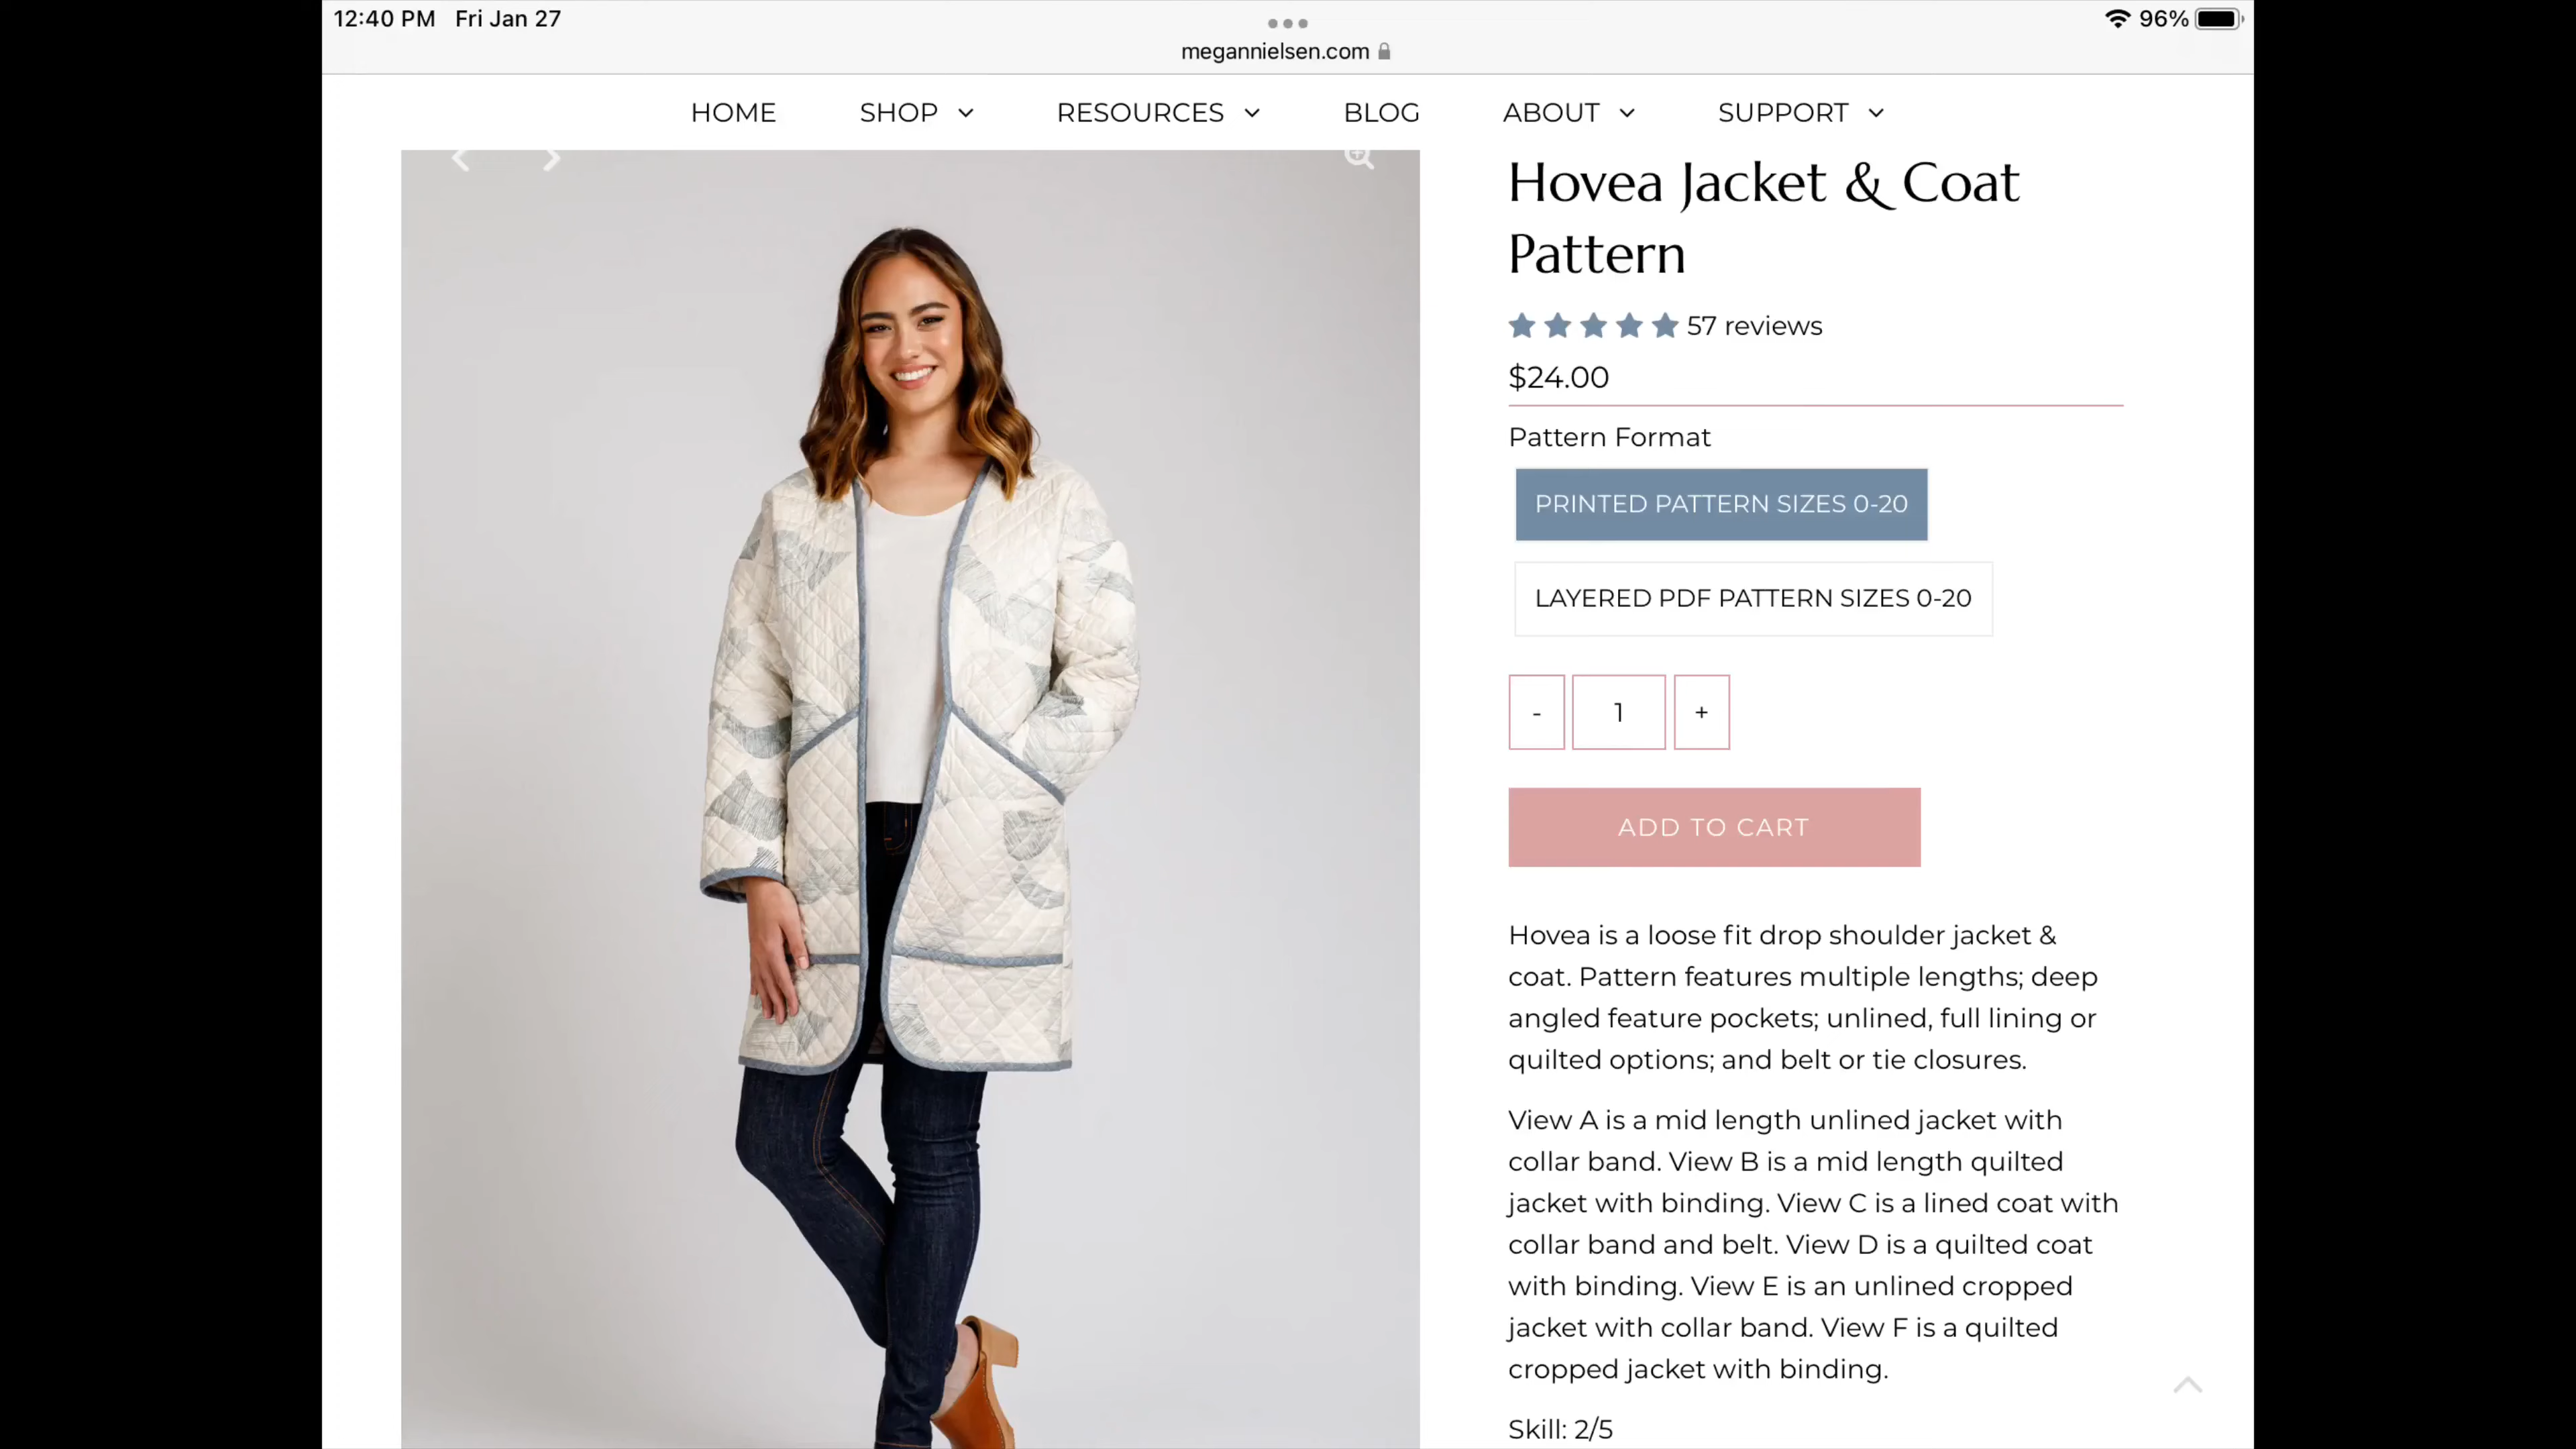 12:40 PM Fri Jan 27
96%
megannielsen.com
HOME SHOP RESOURCES BLOG ABOUT SUPPORT
Hovea Jacket & Coat
Pattern
57 reviews
$24.00
Pattern Format
PRINTED PATTERN SIZES 0-20
LAYERED PDF PATTERN SIZES 0-20
- 1 +
ADD TO CART
Hovea is a loose fit drop shoulder jacket &
coat. Pattern features multiple lengths; deep
angled feature pockets; unlined, full lining or
quilted options; and belt or tie closures.
View A is a mid length unlined jacket with
collar band. View B is a mid length quilted
jacket with binding. View C is a lined coat with
collar band and belt. View D is a quilted coat
with binding. View E is an unlined cropped
jacket with collar band. View F is a quilted
cropped jacket with binding.
Skill: 2/5